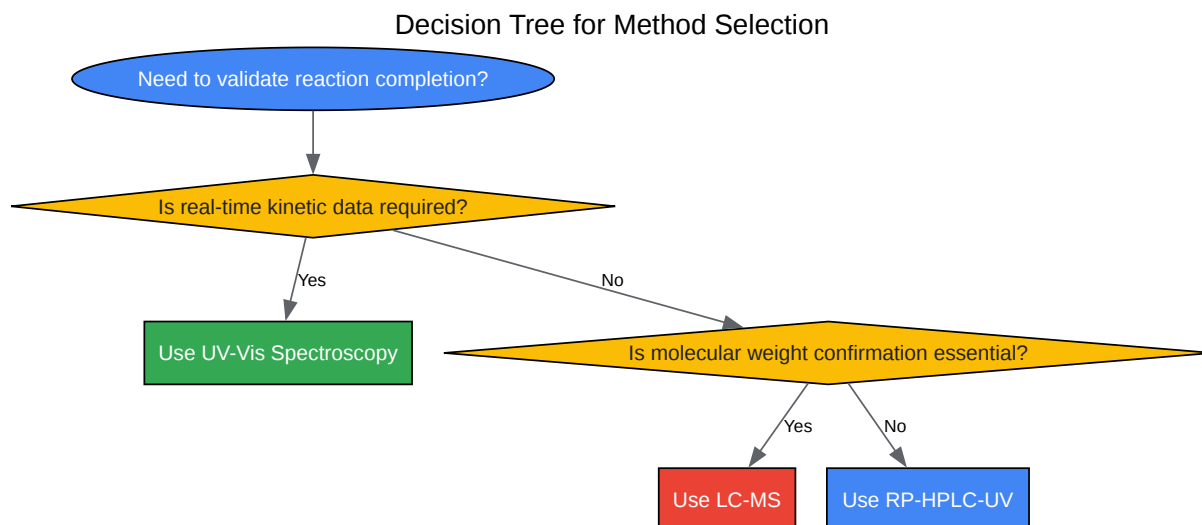 Decision Tree for Method Selection
Need to validate reaction completion?
Is real-time kinetic data required?
Yes
No
Use UV-Vis Spectroscopy
Is molecular weight confirmation essential?
Yes
No
Use LC-MS
Use RP-HPLC-UV